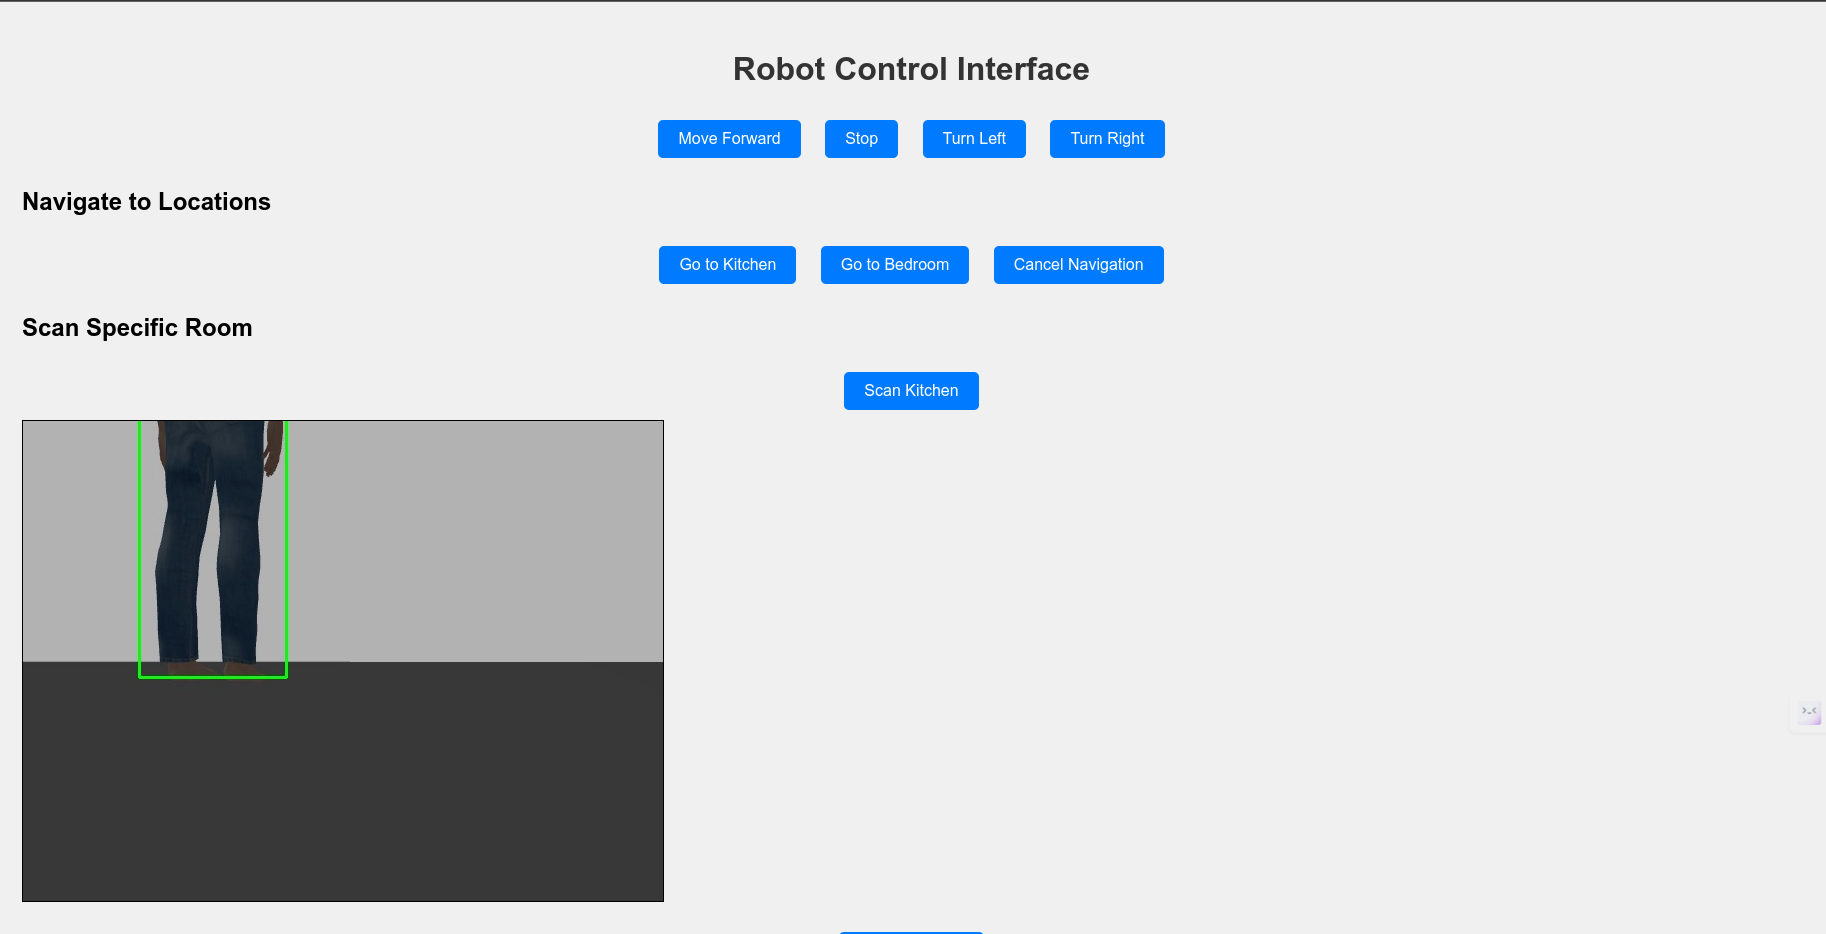 Robot Control Interface
Move Forward Stop Turn Left Turn Right
Navigate to Locations
Go to Kitchen Go to Bedroom Cancel Navigation
Scan Specific Room
Scan Kitchen